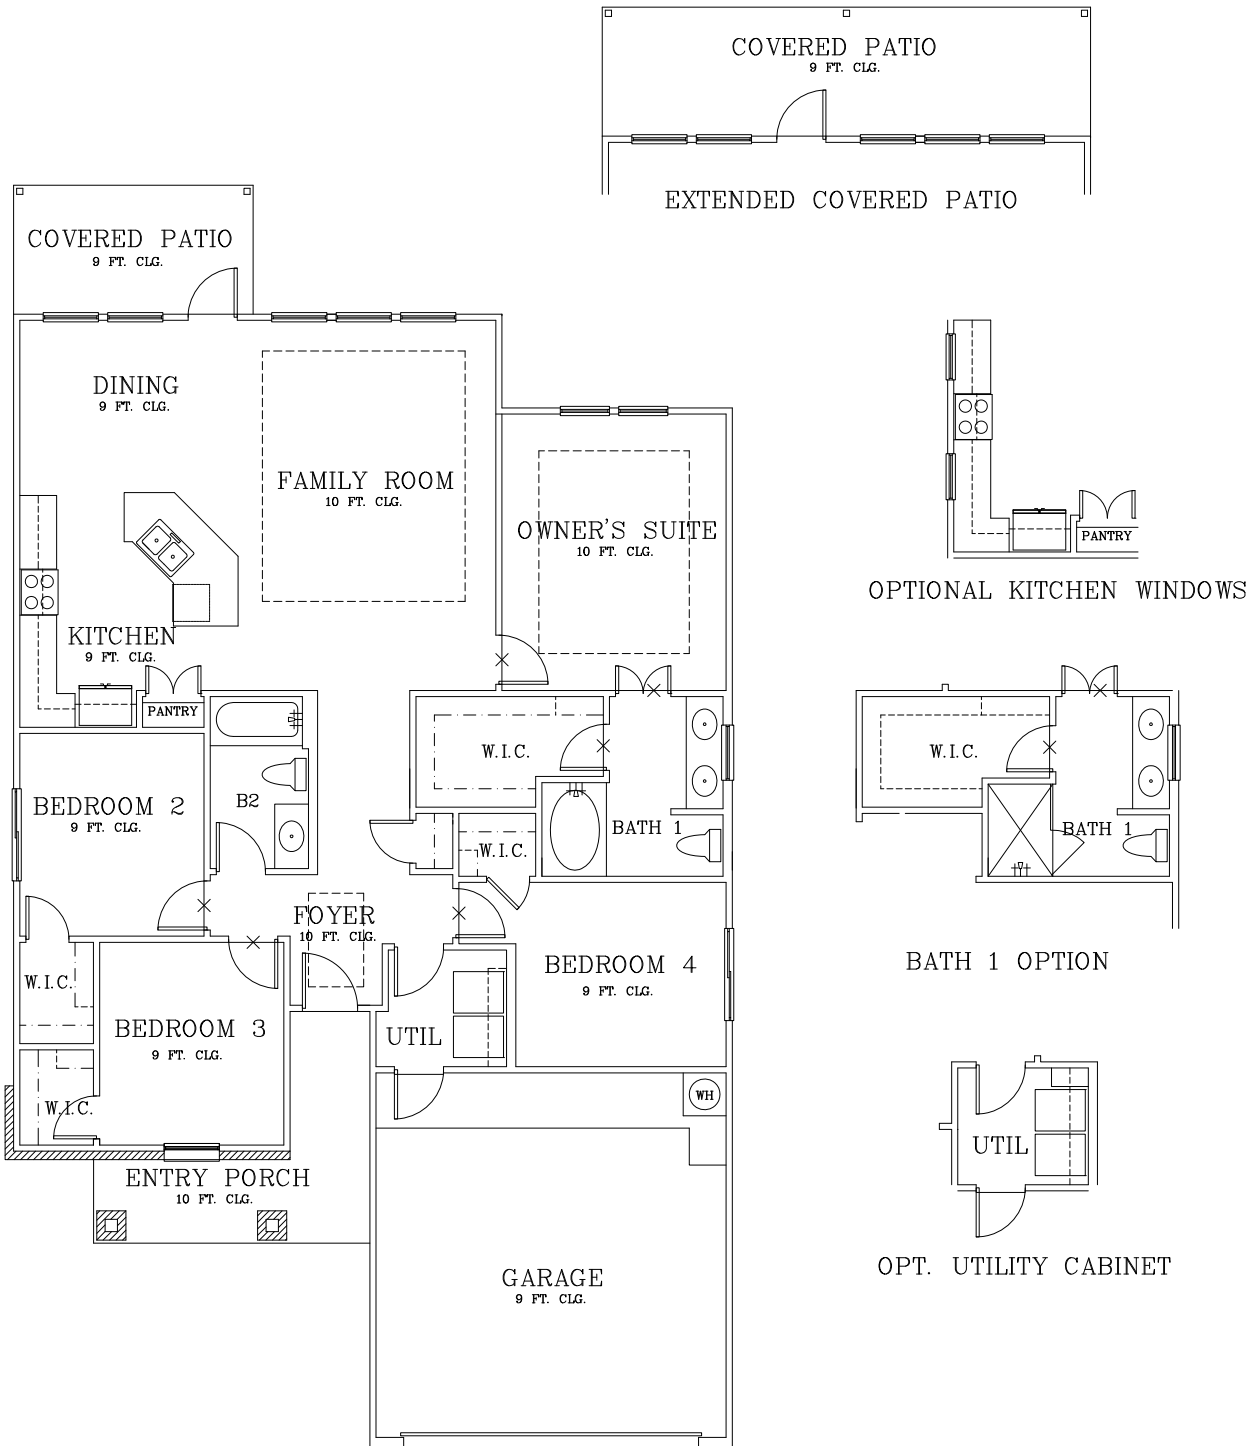 COVERED PATIO
9 FT. CLG.
EXTENDED COVERED PATIO
COVERED PATIO
9 FT. CLG.
DINING
9 FT. CLG.
FAMILY ROOM
10 FT. CLG.
OWNER'S SUITE
10 FT. CLG.
KITCHEN
9 FT. CLG.
PANTRY
W.I.C.
BEDROOM 2
9 FT. CLG.
B2
BATH 1
W.I.C.
FOYER
10 FT. CLG.
BEDROOM 4
9 FT. CLG.
W.I.C.
BEDROOM 3
9 FT. CLG.
UTIL
W.I.C.
WH
ENTRY PORCH
10 FT. CLG.
GARAGE
9 FT. CLG.
PANTRY
OPTIONAL KITCHEN WINDOWS
W.I.C.
BATH 1
BATH 1 OPTION
UTIL
OPT. UTILITY CABINET